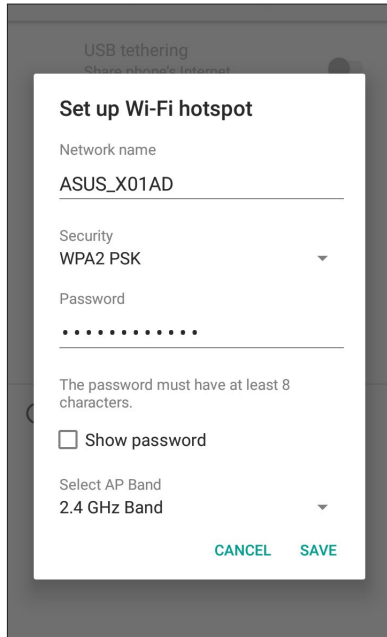 USB tethering
Share phone's Internet
Set up Wi-Fi hotspot
Network name
ASUS_X01AD
Security
WPA2 PSK
Password
••••••••••••
The password must have at least 8
characters.
Show password
Select AP Band
2.4 GHz Band
CANCEL SAVE